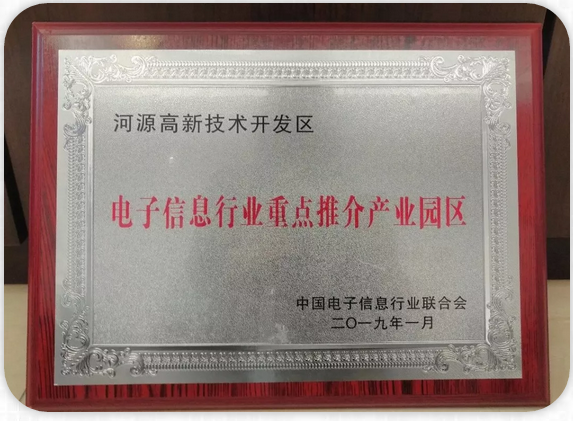 河源高新技术开发区
电子信息行业重点推介产业园区
中国电子信息行业联合会
二〇一九年一月